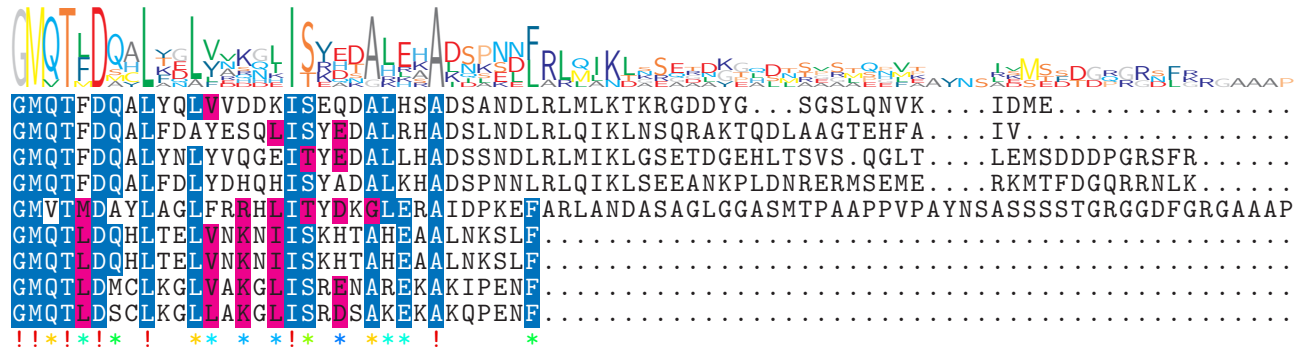 GMQTFDQALYQLVVDDKISEQDALHSADSANDLRLMLKTKRGDDYG...SGSLQNVK....IDME...............
GMQTFDQALFDAYESQLISYEDALRHADSLNDLRLQIKLNSQRAKTQDLAAGTEHFA....IV.................
GMQTFDQALYNLYVQGEITYEDALLHADSSNDLRLMIKLGSETDGEHLTSVS.QGLT....LEMSDDDPGRSFR......
GMQTFDQALFDLYDHQHISYADALKHADSPNNLRLQIKLSEEANKPLDNRERMSEME....RKMTFDGQRRNLK......
GMVTMDAYLAGLFRRHLITYDKGLERAIDPKEFARLANDASAGLGGASMTPAAPPVPAYNSASSSSTGRGGDFGRGAAAP
GMQTLDQHLTELVNKNIISKHTAHEAALNKSLF...............................................
GMQTLDQHLTELVNKNIISKHTAHEAALNKSLF...............................................
GMQTLDMCLKGLVAKGLISRENAREKAKIPENF...............................................
GMQTLDSCLKGLLAKGLISRDSAKEKAKQPENF...............................................
!!*!*!* !  ** * *!* * *** !     *